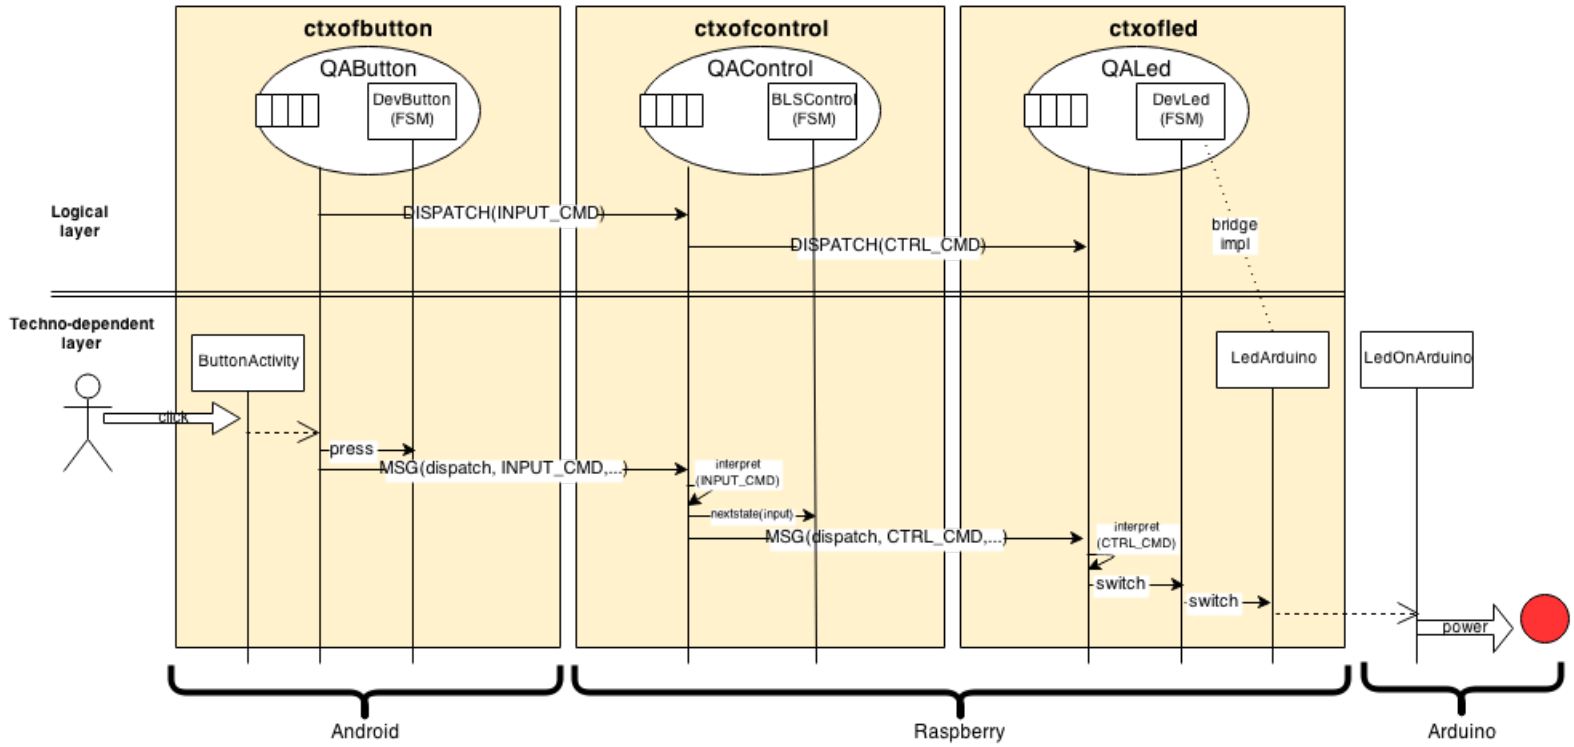 ctxofbutton
ctxofcontrol
ctxofled
QAButton
QAControl
QALed
DevButton
(FSM)
BLSControl
(FSM)
DevLed
(FSM)
Logical
layer
DISPATCH(INPUT_CMD)
DISPATCH(CTRL_CMD)
bridge
impl
Techno-dependent
layer
ButtonActivity
LedArduino
LedOnArduino
click
press
MSG(dispatch, INPUT_CMD,...)
interpret
(INPUT_CMD)
nextstate(input)
MSG(dispatch, CTRL_CMD,...)
interpret
(CTRL_CMD)
switch
switch
power
Android
Raspberry
Arduino